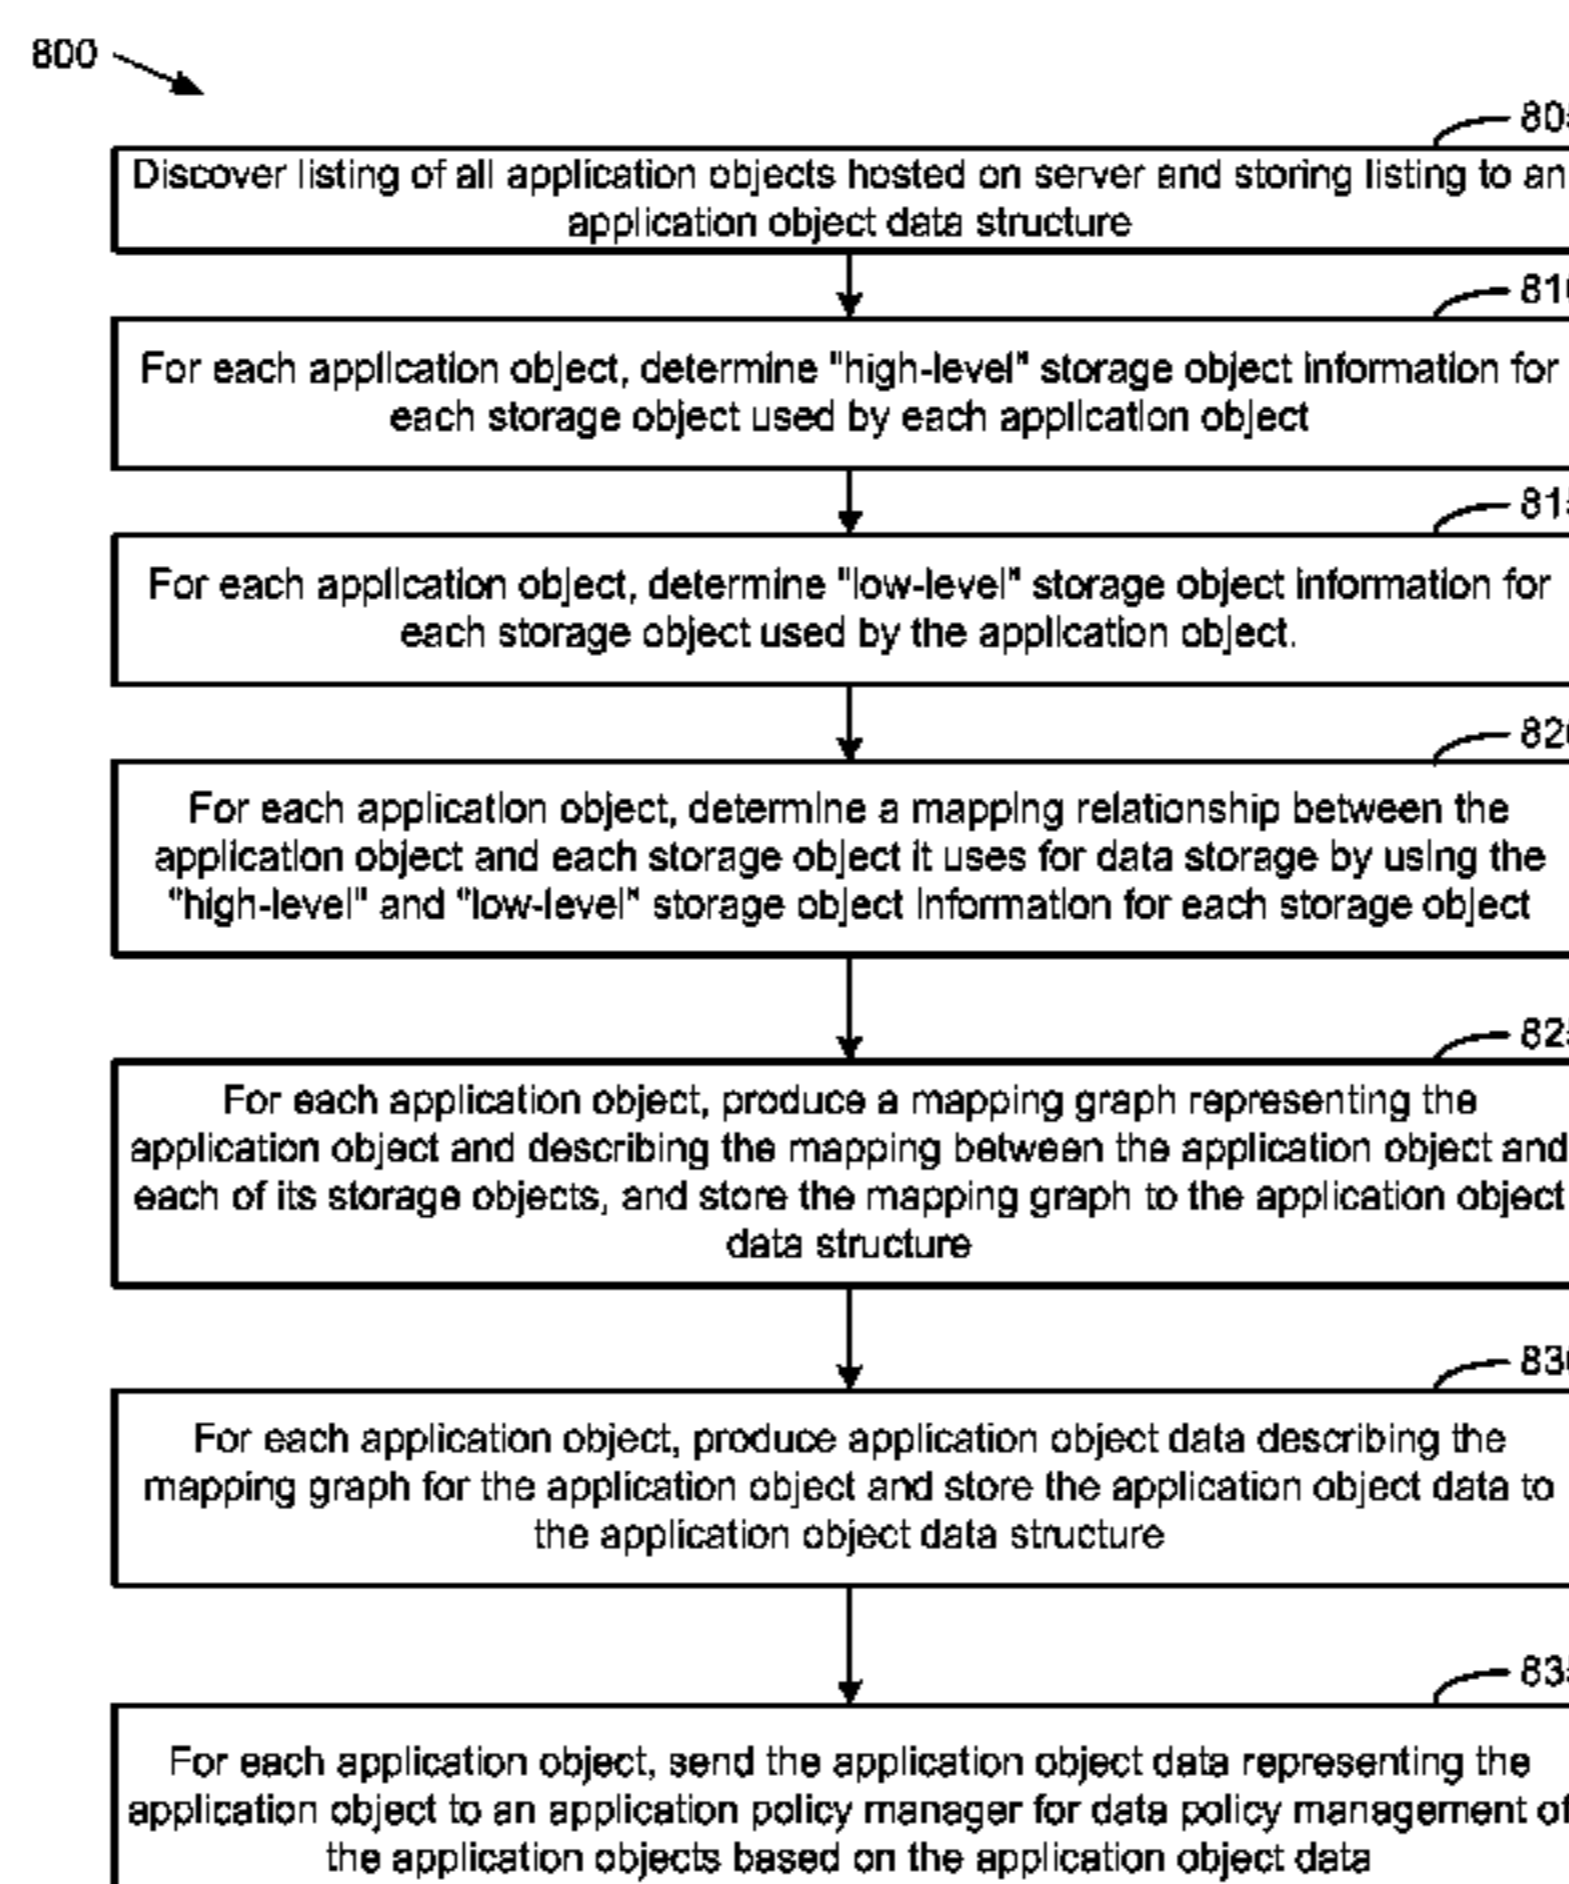 800
805
Discover listing of all application objects hosted on server and storing listing to an
application object data structure
810
For each application object, determine "high-level" storage object information for
each storage object used by each application object
815
For each application object, determine "low-level" storage object information for
each storage object used by the application object.
820
For each application object, determine a mapping relationship between the
application object and each storage object it uses for data storage by using the
"high-level" and "low-level" storage object information for each storage object
825
For each application object, produce a mapping graph representing the
application object and describing the mapping between the application object and
each of its storage objects, and store the mapping graph to the application object
data structure
830
For each application object, produce application object data describing the
mapping graph for the application object and store the application object data to
the application object data structure
835
For each application object, send the application object data representing the
application object to an application policy manager for data policy management of
the application objects based on the application object data